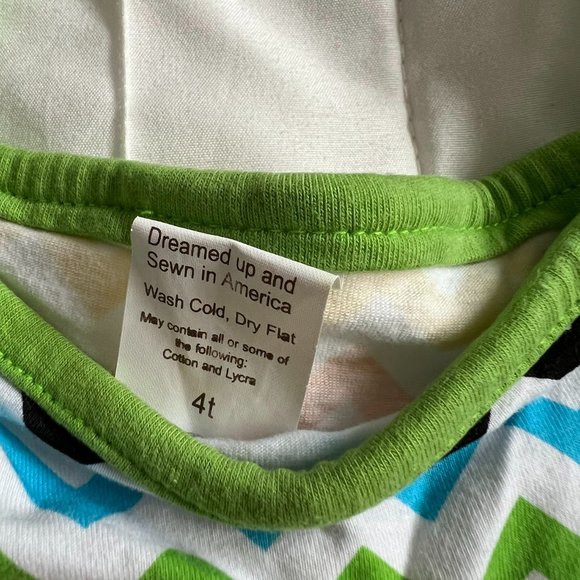 Dreamed up and
Sewn in America
Wash Cold, Dry Flat
May contain all or some of
the following:
Cotton and Lycra
4t